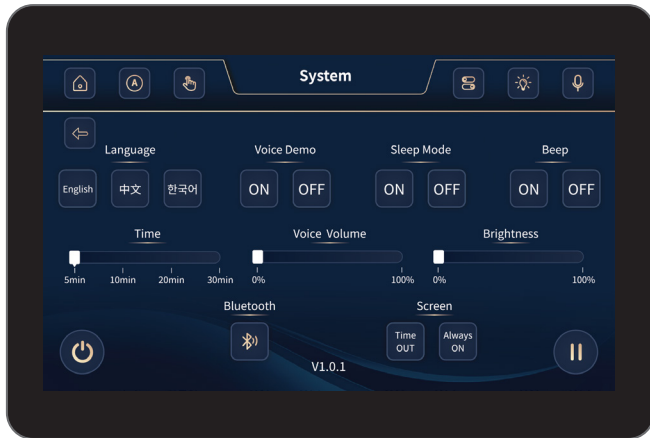 System
A
Language
Voice Demo
Sleep Mode
Beep
English
中文
한국어
ON
OFF
ON
OFF
ON
OFF
Time
Voice Volume
Brightness
5min
10min
20min
30min
0%
100%
0%
100%
Bluetooth
Screen
Time
OUT
Always
ON
V1.0.1